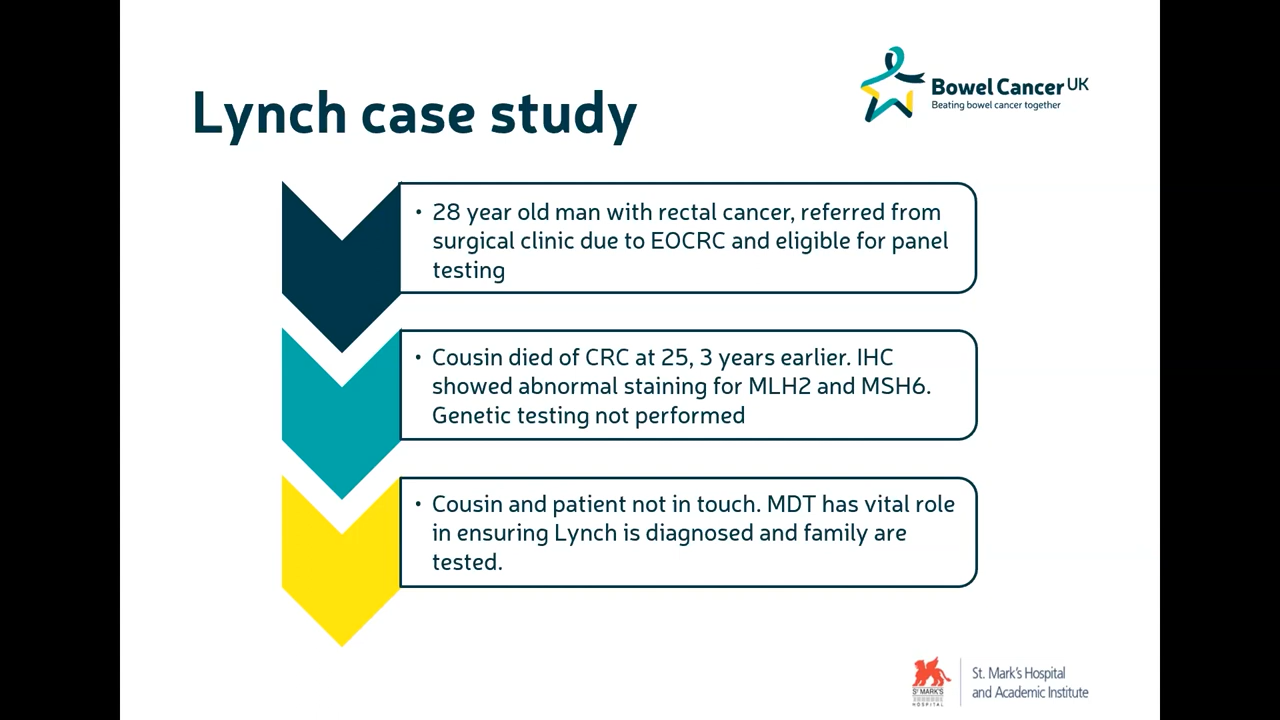 Lynch case study
Bowel Cancer UK
Beating bowel cancer together
• 28 year old man with rectal cancer, referred from
surgical clinic due to EOCRC and eligible for panel
testing
• Cousin died of CRC at 25, 3 years earlier. IHC
showed abnormal staining for MLH2 and MSH6.
Genetic testing not performed
• Cousin and patient not in touch. MDT has vital role
in ensuring Lynch is diagnosed and family are
tested.
ST MARK'S
HOSPITAL
St. Mark's Hospital
and Academic Institute